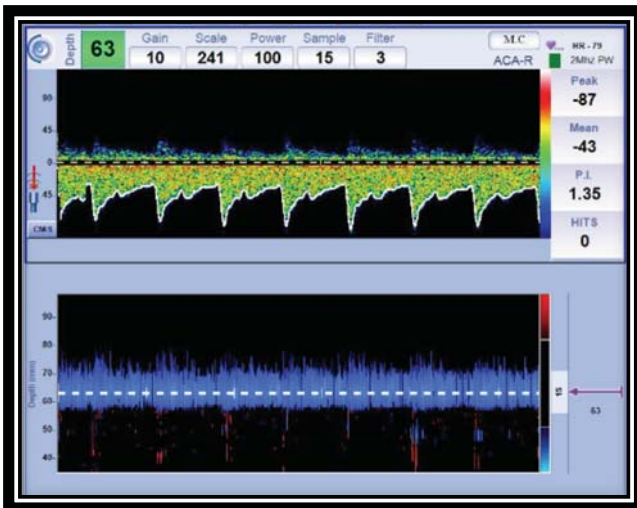 Depth 63 Gain Scale Power Sample Filter
10 241 100 15 3
M.C
ACA-R
HR - 79
2Mhz PW
Peak
-87
Mean
-43
P.I.
1.35
HITS
0
90
45
0
45
CM/S
90
80
70
60
50
40
Depth (mm)
15
63